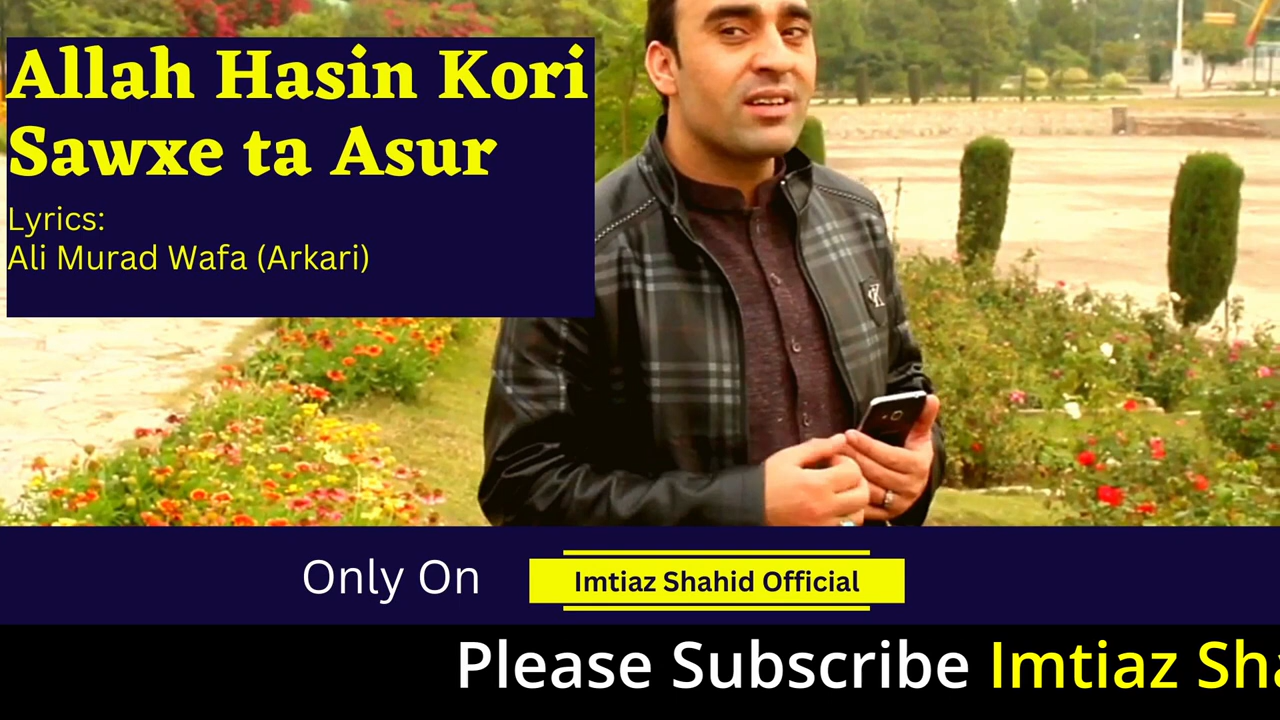 Allah Hasin Kori
Sawxe ta Asur
Lyrics:
Ali Murad Wafa (Arkari)
Only On
Imtiaz Shahid Official
Please Subscribe Imtiaz Sha